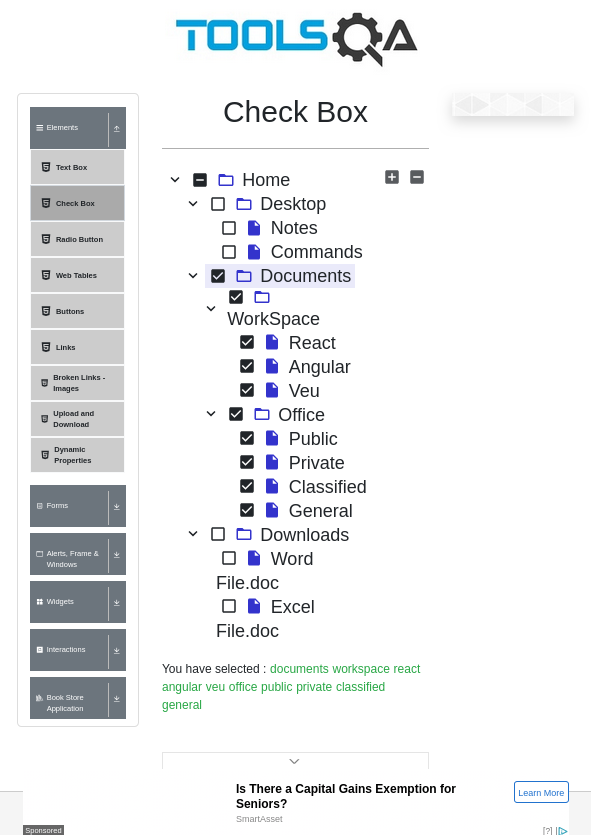 TOOLSQA
Check Box
Elements
Text Box
Check Box
Radio Button
Web Tables
Buttons
Links
Broken Links -
Images
Upload and
Download
Dynamic
Properties
Forms
Alerts, Frame &
Windows
Widgets
Interactions
Book Store
Application
Home
Desktop
Notes
Commands
Documents
WorkSpace
React
Angular
Veu
Office
Public
Private
Classified
General
Downloads
Word
File.doc
Excel
File.doc
You have selected : documents workspace react
angular veu office public private classified
general
Is There a Capital Gains Exemption for
Seniors?
SmartAsset
Learn More
Sponsored
[?]